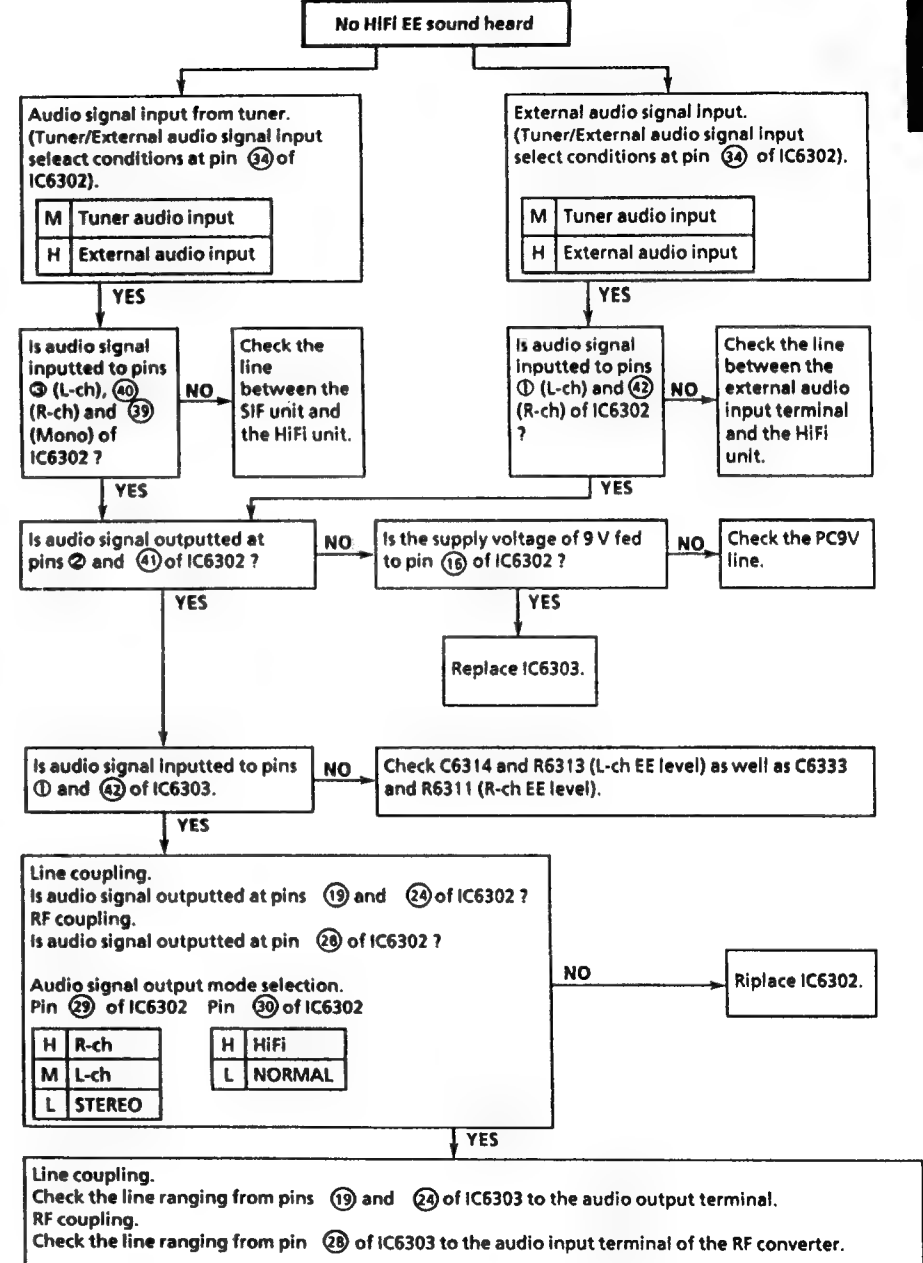 No HiFi EE sound heard
Audio signal input from tuner.
(Tuner/External audio signal input
seleact conditions at pin ㉞ of
IC6302).
M Tuner audio input
H External audio input
External audio signal input.
(Tuner/External audio signal input
select conditions at pin ㉞ of IC6302).
M Tuner audio input
H External audio input
YES
YES
Is audio signal
inputted to pins
③ (L-ch), ㊵
(R-ch) and ㊴
(Mono) of
IC6302 ?
NO
Check the
line
between the
SIF unit and
the HiFi unit.
Is audio signal
inputted to pins
① (L-ch) and ㊷
(R-ch) of IC6302
?
NO
Check the line
between the
external audio
input terminal
and the HiFi
unit.
YES
YES
Is audio signal outputted at
pins ② and ㊶ of IC6302 ?
NO
Is the supply voltage of 9 V fed
to pin ⑯ of IC6302 ?
NO
Check the PC9V
line.
YES
YES
Replace IC6303.
Is audio signal inputted to pins
① and ㊷ of IC6303.
NO
Check C6314 and R6313 (L-ch EE level) as well as C6333
and R6311 (R-ch EE level).
YES
Line coupling.
Is audio signal outputted at pins ⑲ and ㉔ of IC6302 ?
RF coupling.
Is audio signal outputted at pin ㉘ of IC6302 ?
Audio signal output mode selection.
Pin ㉙ of IC6302 Pin ㉚ of IC6302
H R-ch
M L-ch
L STEREO
H HiFi
L NORMAL
NO
Riplace IC6302.
YES
Line coupling.
Check the line ranging from pins ⑲ and ㉔ of IC6303 to the audio output terminal.
RF coupling.
Check the line ranging from pin ㉘ of IC6303 to the audio input terminal of the RF converter.